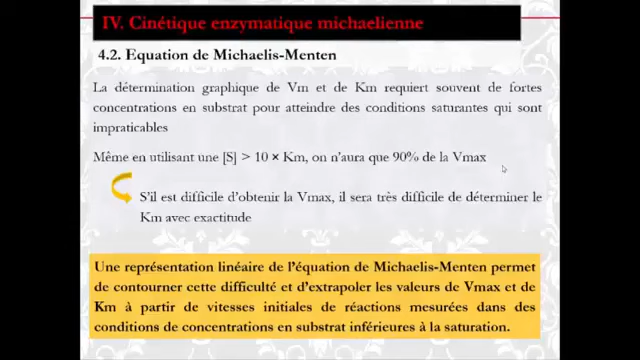 IV. Cinétique enzymatique michaelienne
4.2. Equation de Michaelis-Menten
La détermination graphique de Vm et de Km requiert souvent de fortes
concentrations en substrat pour atteindre des conditions saturantes qui sont
impraticables
Même en utilisant une [S] > 10 × Km, on n'aura que 90% de la Vmax
S'il est difficile d'obtenir la Vmax, il sera très difficile de déterminer le
Km avec exactitude
Une représentation linéaire de l'équation de Michaelis-Menten permet
de contourner cette difficulté et d'extrapoler les valeurs de Vmax et de
Km à partir de vitesses initiales de réactions mesurées dans des
conditions de concentrations en substrat inférieures à la saturation.